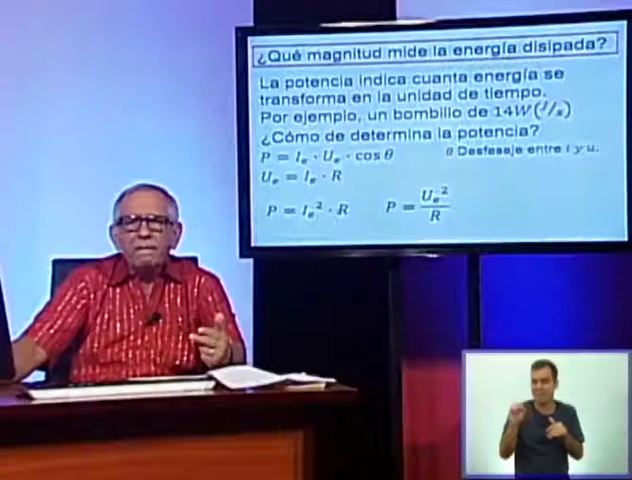 ¿Qué magnitud mide la energía disipada?
La potencia indica cuanta energía se
transforma en la unidad de tiempo.
Por ejemplo, un bombillo de 14W (J/s)
¿Cómo de determina la potencia?
P = Iₑ · Uₑ · cos θ θ Desfasaje entre i y u.
Uₑ = Iₑ · R
P = Iₑ² · R P = Uₑ²/R